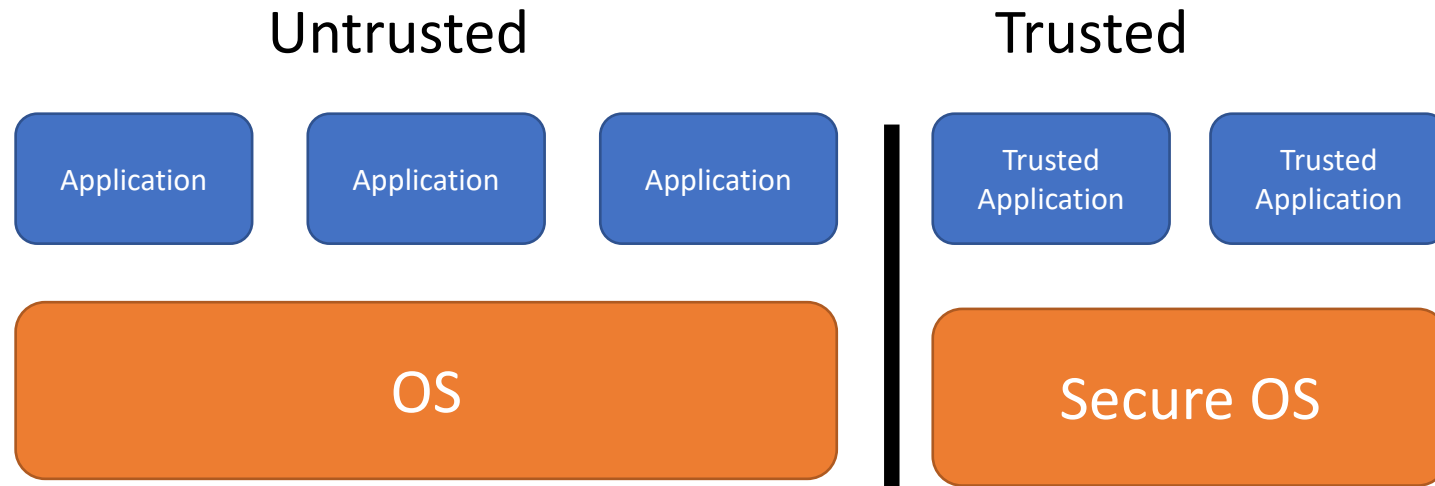 Untrusted
Trusted
Application
Application
Application
Trusted
Application
Trusted
Application
OS
Secure OS